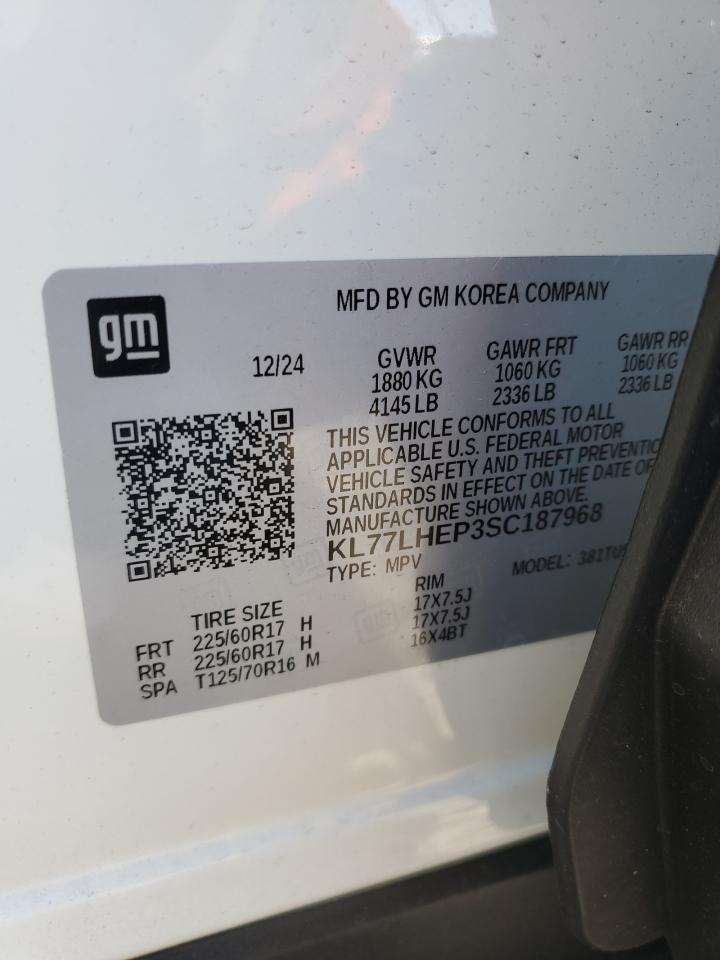 gm
MFD BY GM KOREA COMPANY
12/24
GVWR
1880 KG
4145 LB
GAWR FRT
1060 KG
2336 LB
GAWR RR
1060 KG
2336 LB
THIS VEHICLE CONFORMS TO ALL
APPLICABLE U.S. FEDERAL MOTOR
VEHICLE SAFETY AND THEFT PREVENTIO
STANDARDS IN EFFECT ON THE DATE OF
MANUFACTURE SHOWN ABOVE.
KL77LHEP3SC187968
TYPE: MPV
MODEL: 381TU
TIRE SIZE
RIM
FRT 225/60R17 H 17X7.5J
RR 225/60R17 H 17X7.5J
SPA T125/70R16 M 16X4BT